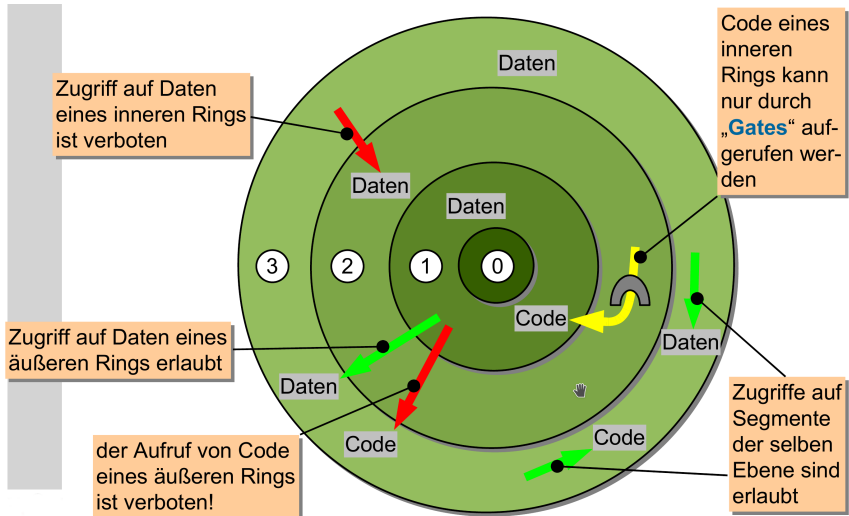 Code eines
inneren
Rings kann
nur durch
„Gates“ auf-
gerufen wer-
den
Daten
Zugriff auf Daten
eines inneren Rings
ist verboten
Daten
Daten
3
2
1
0
Code
Zugriff auf Daten eines
äußeren Rings erlaubt
Daten
Daten
Code
Code
Zugriffe auf
Segmente
der selben
Ebene sind
erlaubt
der Aufruf von Code
eines äußeren Rings
ist verboten!